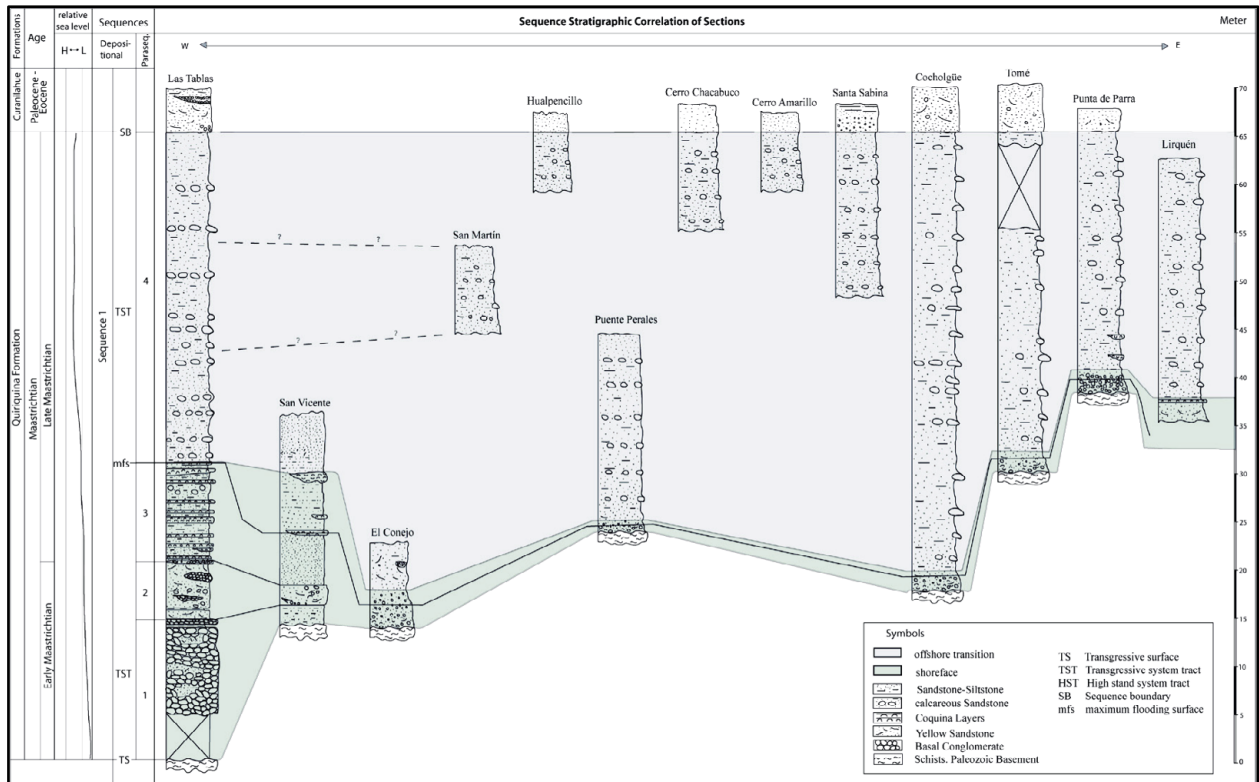 Formations
Age
relative
sea level
H↔L
Sequences
Deposi-
tional
Paraseq.
Sequence Stratigraphic Correlation of Sections
Meter
W
E
Curanilahue
Paleocene -
Eocene
Quiriquina Formation
Maastrichtian
Late Maastrichtian
Early Maastrichtian
SB
mfs
TS
Sequence 1
TST
TST
4
3
2
1
Las Tablas
San Vicente
El Conejo
San Martín
Hualpencillo
Puente Perales
Cerro Chacabuco
Cerro Amarillo
Santa Sabina
Cocholgüe
Tomé
Punta de Parra
Lirquén
? ?
? ?
70
65
60
55
50
45
40
35
30
25
20
15
10
5
0
Symbols
offshore transition
shoreface
Sandstone-Siltstone
calcareous Sandstone
Coquina Layers
Yellow Sandstone
Basal Conglomerate
Schists. Paleozoic Basement
TS Transgressive surface
TST Transgressive system tract
HST High stand system tract
SB Sequence boundary
mfs maximum flooding surface